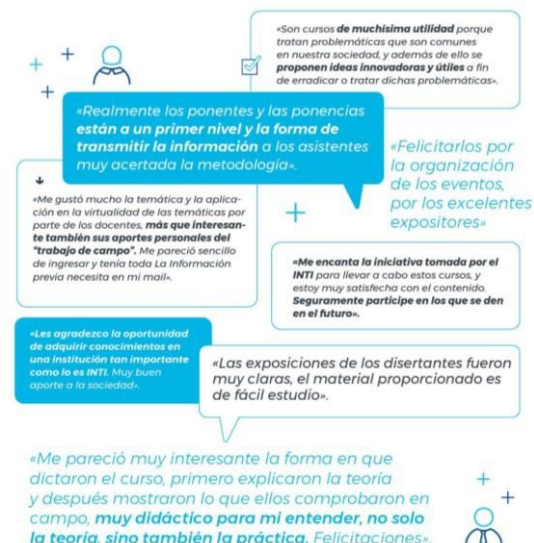 «Son cursos de muchísima utilidad porque
tratan problemáticas que son comunes
en nuestra sociedad, y además de ello se
proponen ideas innovadoras y útiles a fin
de erradicar o tratar dichas problemáticas».
«Realmente los ponentes y las ponencias
están a un primer nivel y la forma de
transmitir la información a los asistentes
muy acertada la metodología».
«Felicitarlos por
la organización
de los eventos,
por los excelentes
expositores»
«Me gustó mucho la temática y la aplica-
ción en la virtualidad de las temáticas por
parte de los docentes, más que interesan-
te también sus aportes personales del
"trabajo de campo". Me pareció sencillo
de ingresar y tenía toda La Información
previa necesita en mi mail».
«Me encanta la iniciativa tomada por el
INTI para llevar a cabo estos cursos, y
estoy muy satisfecha con el contenido.
Seguramente participe en los que se den
en el futuro».
«Les agradezco la oportunidad
de adquirir conocimientos en
una institución tan importante
como lo es INTI. Muy buen
aporte a la sociedad».
«Las exposiciones de los disertantes fueron
muy claras, el material proporcionado es
de fácil estudio».
«Me pareció muy interesante la forma en que
dictaron el curso, primero explicaron la teoría
y después mostraron lo que ellos comprobaron en
campo, muy didáctico para mi entender, no solo
la teoría, sino también la práctica. Felicitaciones».